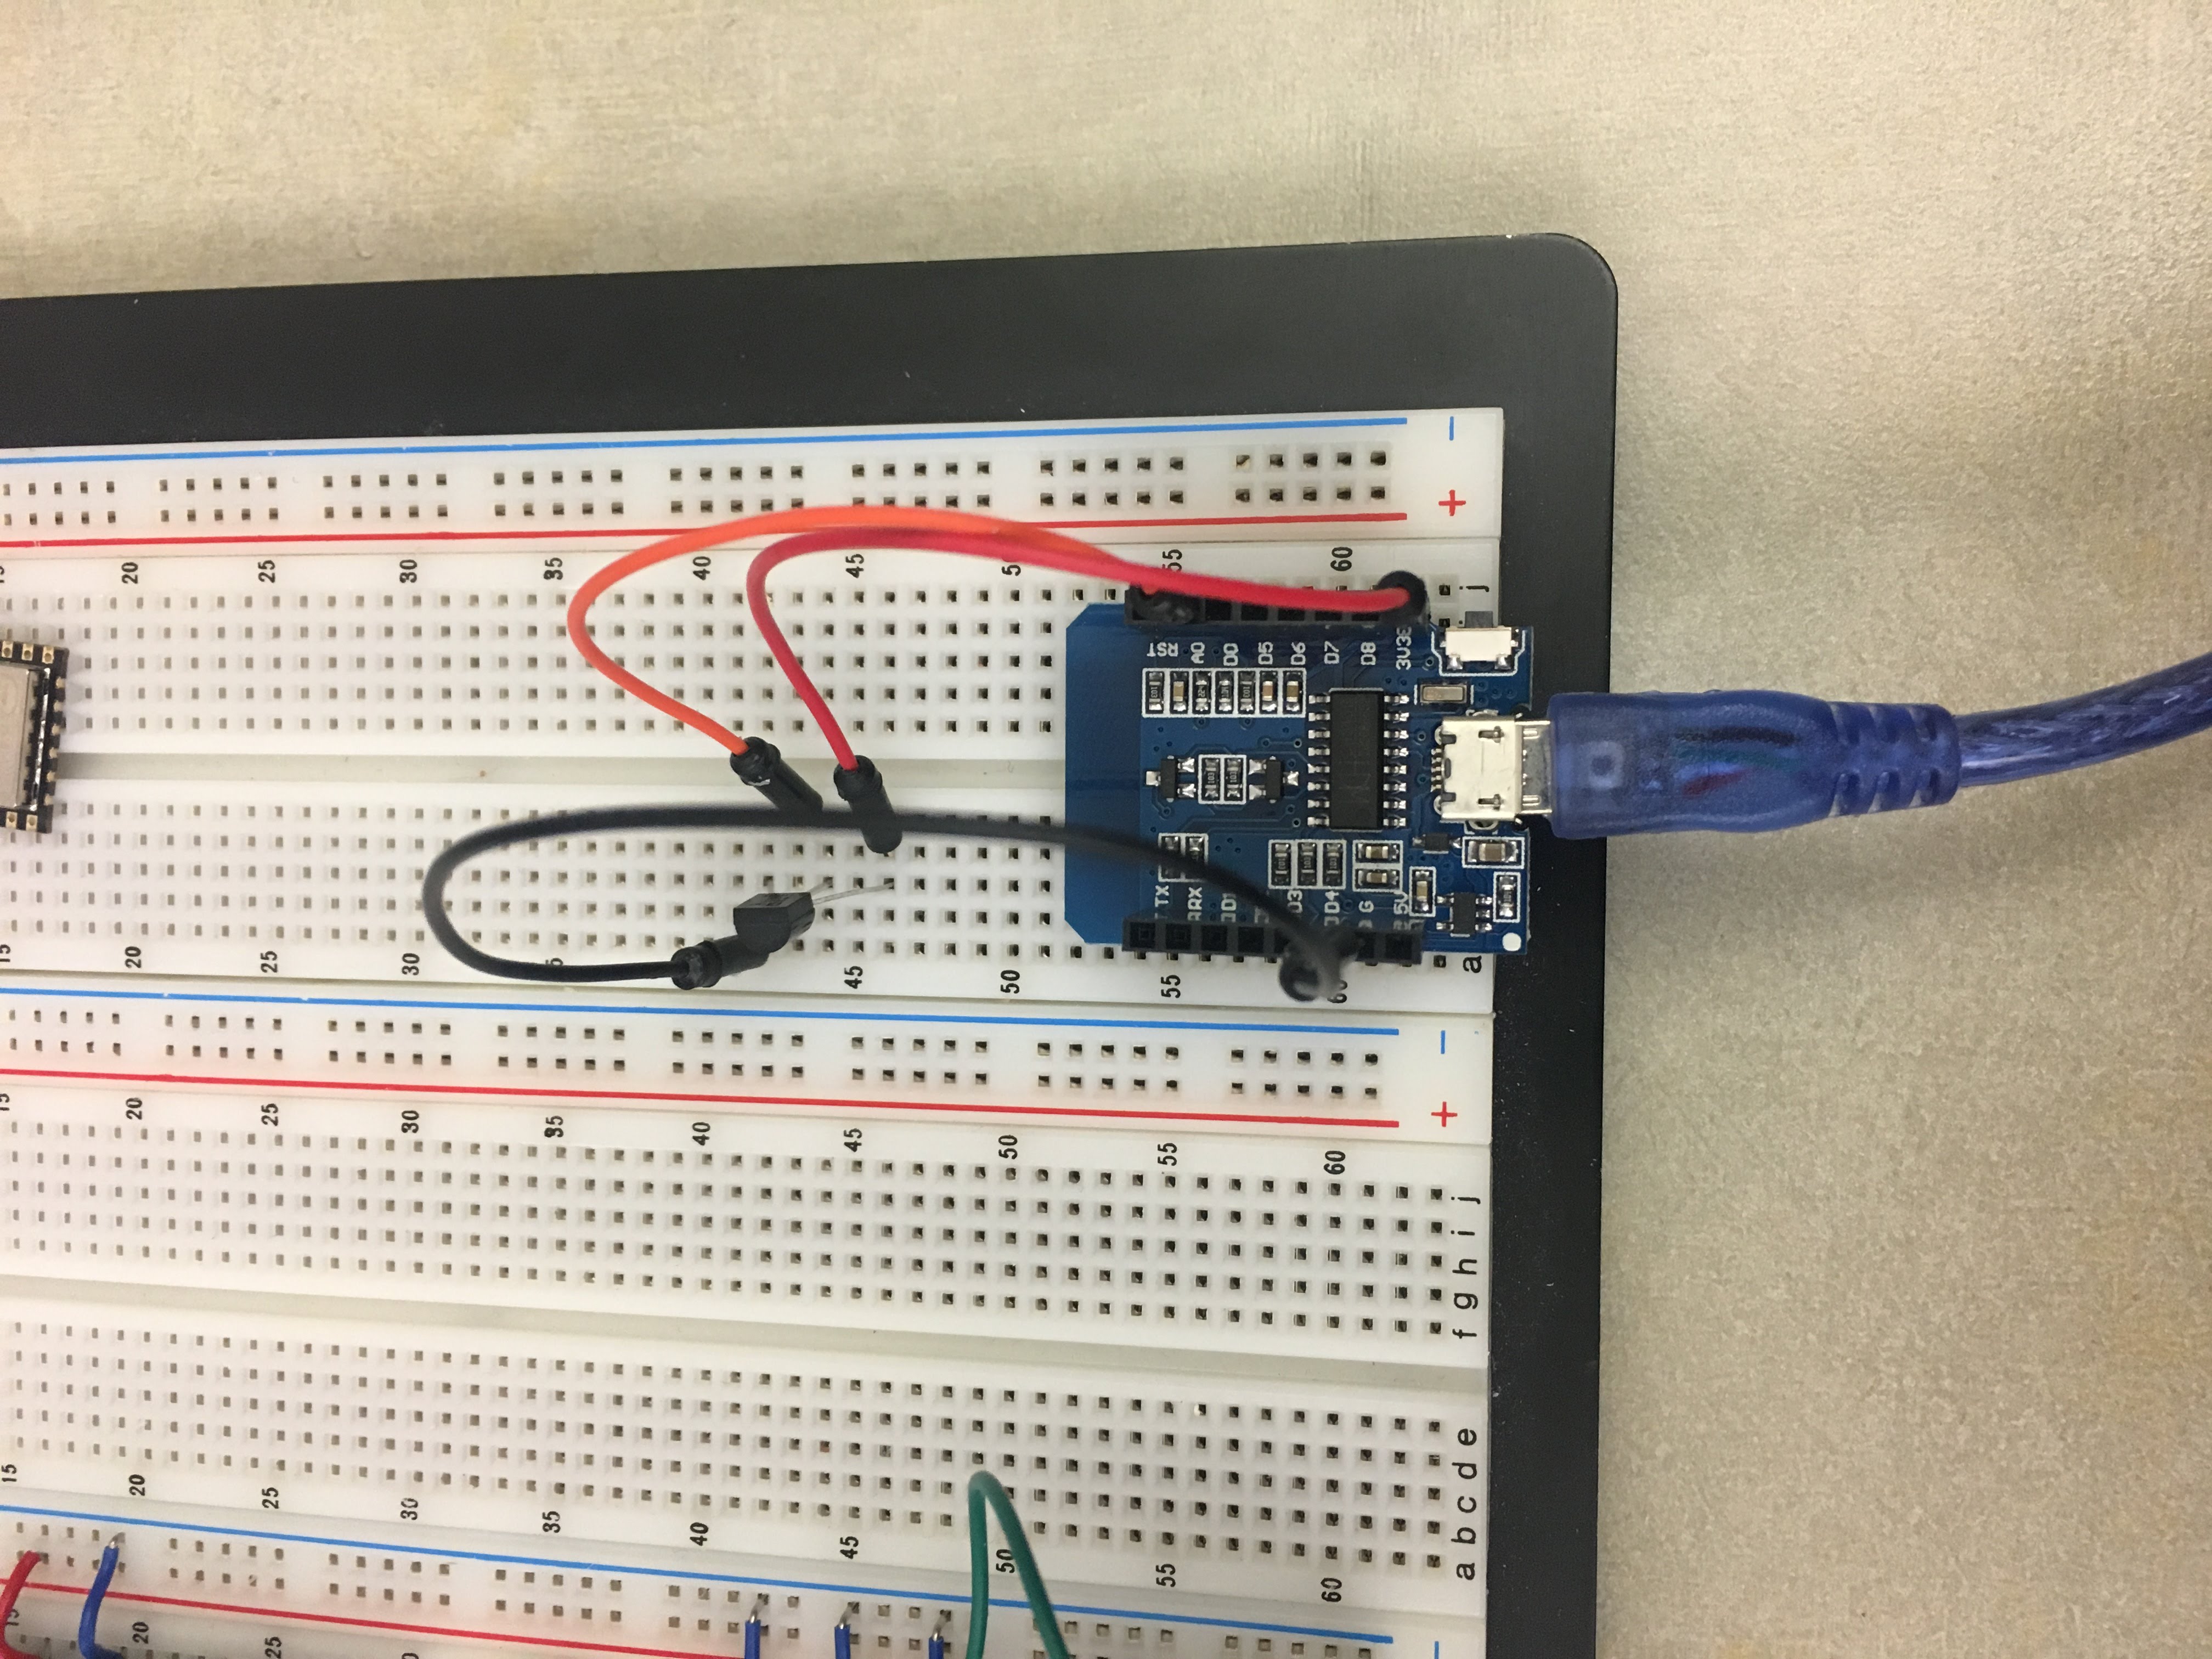 15 15 15 15 15
20 20 20 20 20
25 25 25 25 25
30 30 30 30
35 35 35
40 40 40
45 45 45 45
50 50 50
55 55 55
60 60 60
TX RST
RX A0
D1 D0
D5
D3 D6
D4 D7
G D8
5V 3V3
103
+ − + −
a b c d e f g h i j a j